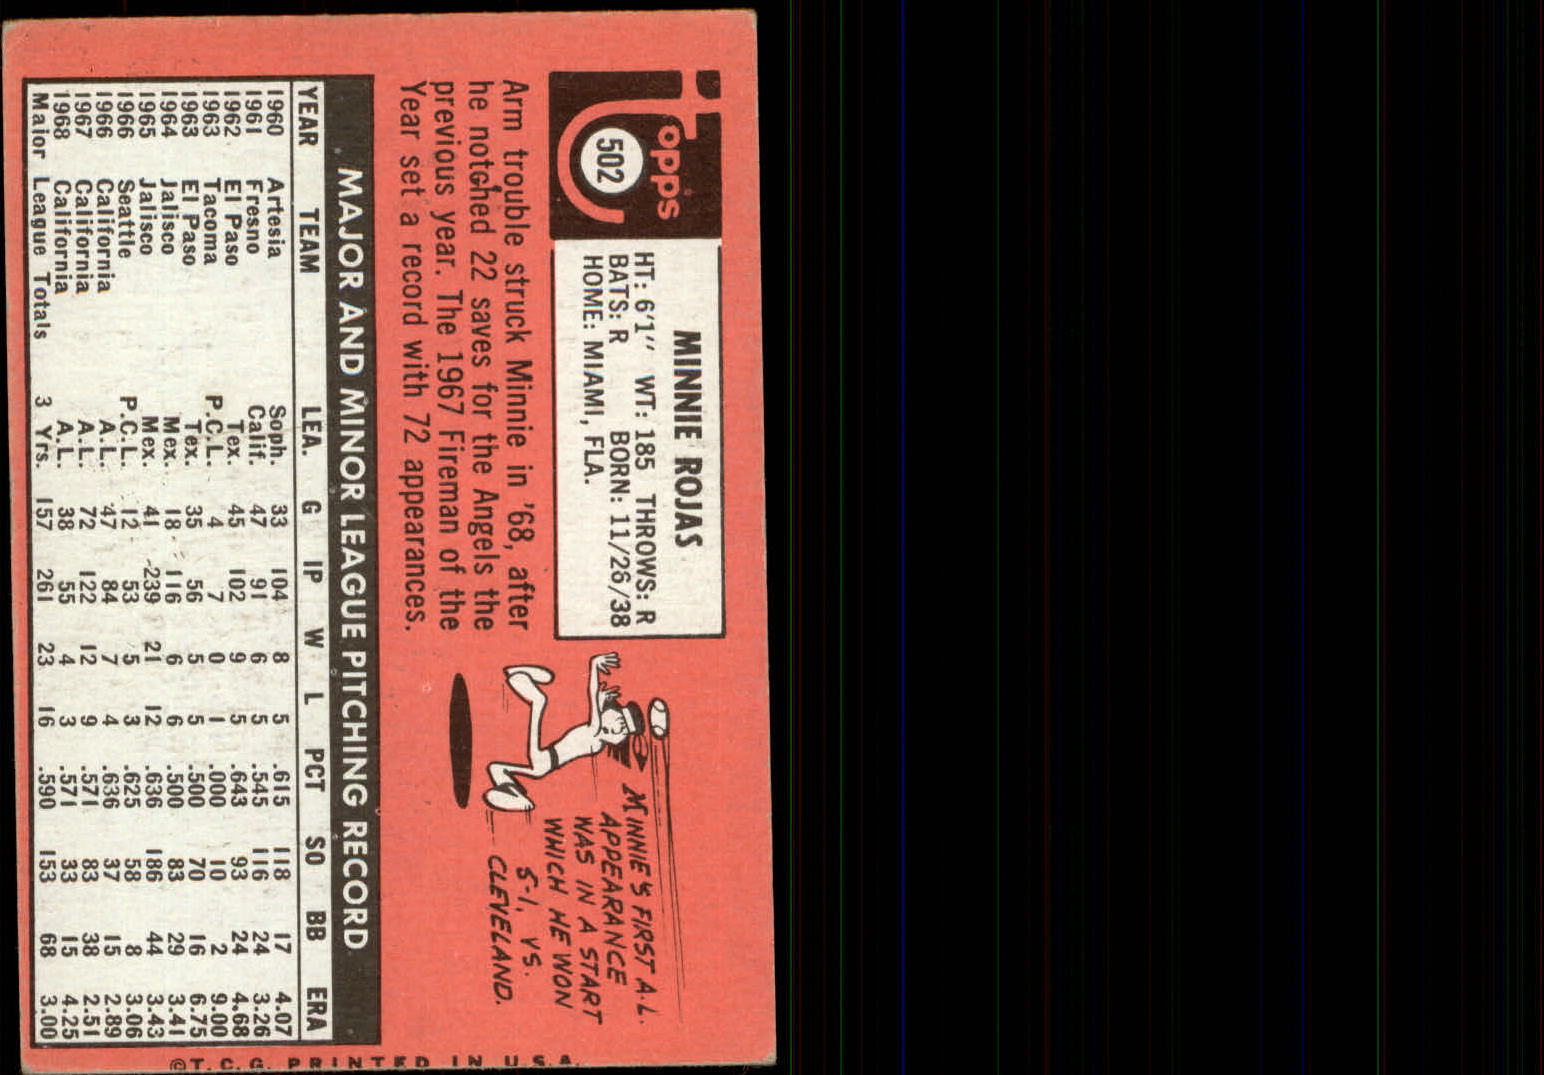 Topps
502
MINNIE ROJAS
HT: 6'1" WT: 185 THROWS: R
BATS: R BORN: 11/26/38
HOME: MIAMI, FLA.
Arm trouble struck Minnie in '68, after
he notched 22 saves for the Angels the
previous year. The 1967 Fireman of the
Year set a record with 72 appearances.
MINNIE'S FIRST A.L.
APPEARANCE
WAS IN A START
WHICH HE WON
5-1, VS.
CLEVELAND.
MAJOR AND MINOR LEAGUE PITCHING RECORD
YEAR TEAM LEA. G IP W L PCT SO BB ERA
1960 Artesia Soph. 33 104 8 5 .615 118 17 4.07
1961 Fresno Calif. 47 91 6 5 .545 116 24 3.26
1962 El Paso Tex. 45 102 9 5 .643 93 24 4.68
1963 Tacoma P.C.L. 4 7 0 1 .000 10 2 9.00
1963 El Paso Tex. 35 56 5 5 .500 70 16 6.75
1964 Jalisco Mex. 18 116 6 6 .500 83 29 3.41
1965 Jalisco Mex. 41 239 21 12 .636 186 44 3.43
1966 Seattle P.C.L. 12 53 5 3 .625 58 8 3.06
1966 California A.L. 47 84 7 4 .636 37 15 2.89
1967 California A.L. 72 122 12 9 .571 83 38 2.51
1968 California A.L. 38 55 4 3 .571 33 15 4.25
Major League Totals 3 Yrs. 157 261 23 16 .590 153 68 3.00
©T. C. G. PRINTED IN U.S.A.